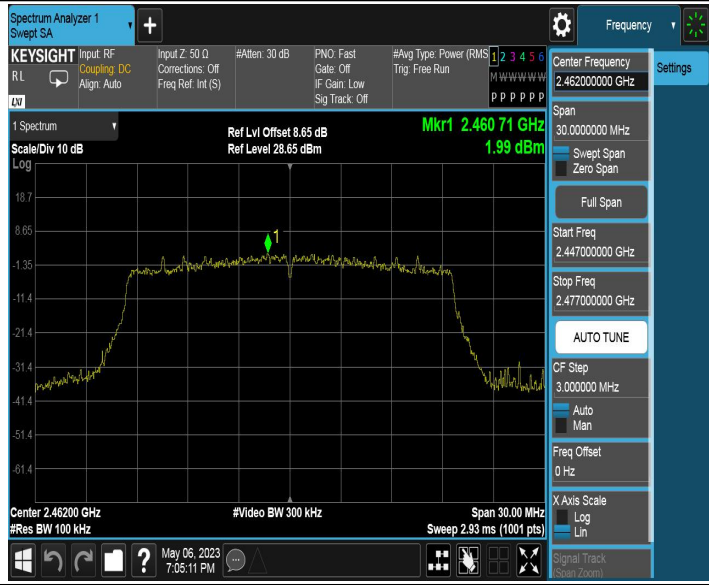 Spectrum Analyzer 1
Swept SA
Frequency
KEYSIGHT
RL
LXI
Input: RF
Coupling: DC
Align: Auto
Input Z: 50 Ω
Corrections: Off
Freq Ref: Int (S)
#Atten: 30 dB
PNO: Fast
Gate: Off
IF Gain: Low
Sig Track: Off
#Avg Type: Power (RMS
Trig: Free Run
1 2 3 4 5 6
M W W W W W
P P P P P P
1 Spectrum
Scale/Div 10 dB
Log
Ref Lvl Offset 8.65 dB
Ref Level 28.65 dBm
Mkr1 2.460 71 GHz
1.99 dBm
18.7
8.65
-1.35
-11.4
-21.4
-31.4
-41.4
-51.4
-61.4
1
Center 2.46200 GHz
#Res BW 100 kHz
#Video BW 300 kHz
Span 30.00 MHz
Sweep 2.93 ms (1001 pts)
?
May 06, 2023
7:05:11 PM
Center Frequency
2.462000000 GHz
Span
30.0000000 MHz
Swept Span
Zero Span
Full Span
Start Freq
2.447000000 GHz
Stop Freq
2.477000000 GHz
AUTO TUNE
CF Step
3.000000 MHz
Auto
Man
Freq Offset
0 Hz
X Axis Scale
Log
Lin
Signal Track
(Span Zoom)
Settings